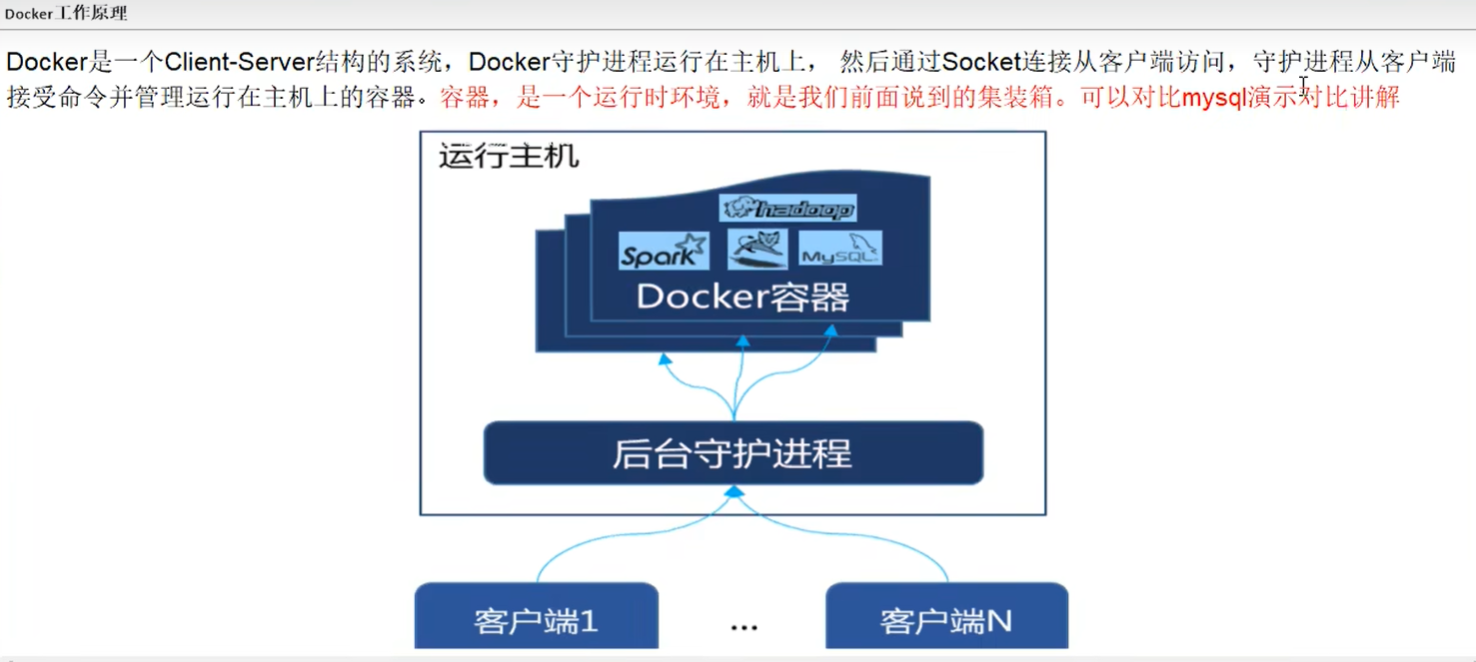 Docker工作原理
Docker是一个Client-Server结构的系统，Docker守护进程运行在主机上， 然后通过Socket连接从客户端访问，守护进程从客户端
接受命令并管理运行在主机上的容器。容器，是一个运行时环境，就是我们前面说到的集装箱。可以对比mysql演示对比讲解
运行主机
hadoop
Spark
MySQL
Docker容器
后台守护进程
客户端1
...
客户端N